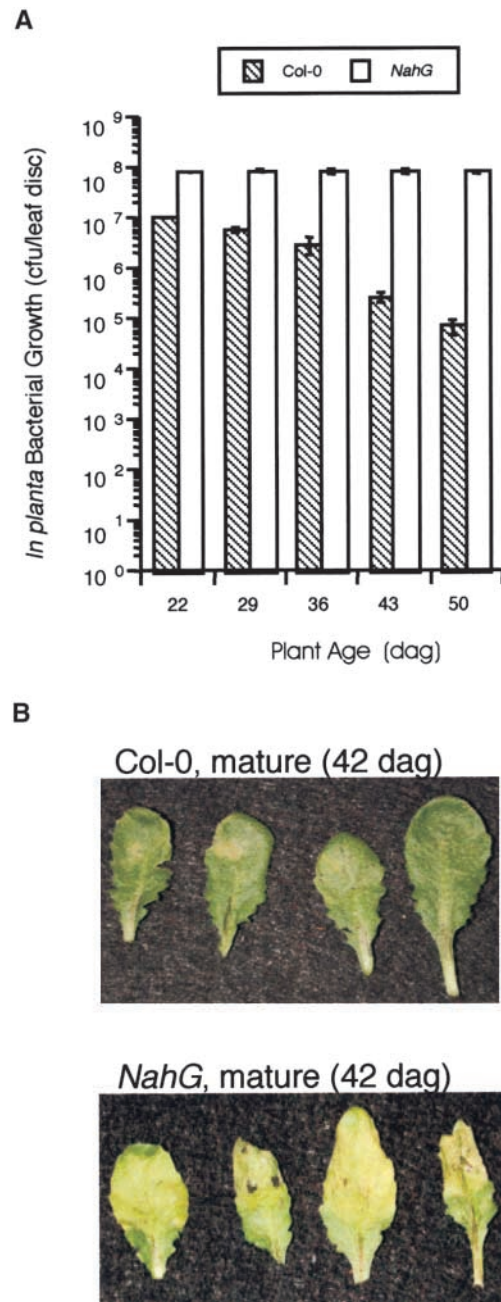 A
Col-0 NahG
In planta Bacterial Growth (cfu/leaf disc)
10 9
10 8
10 7
10 6
10 5
10 4
10 3
10 2
10 1
10 0
22 29 36 43 50
Plant Age (dag)
B
Col-0, mature (42 dag)
NahG, mature (42 dag)